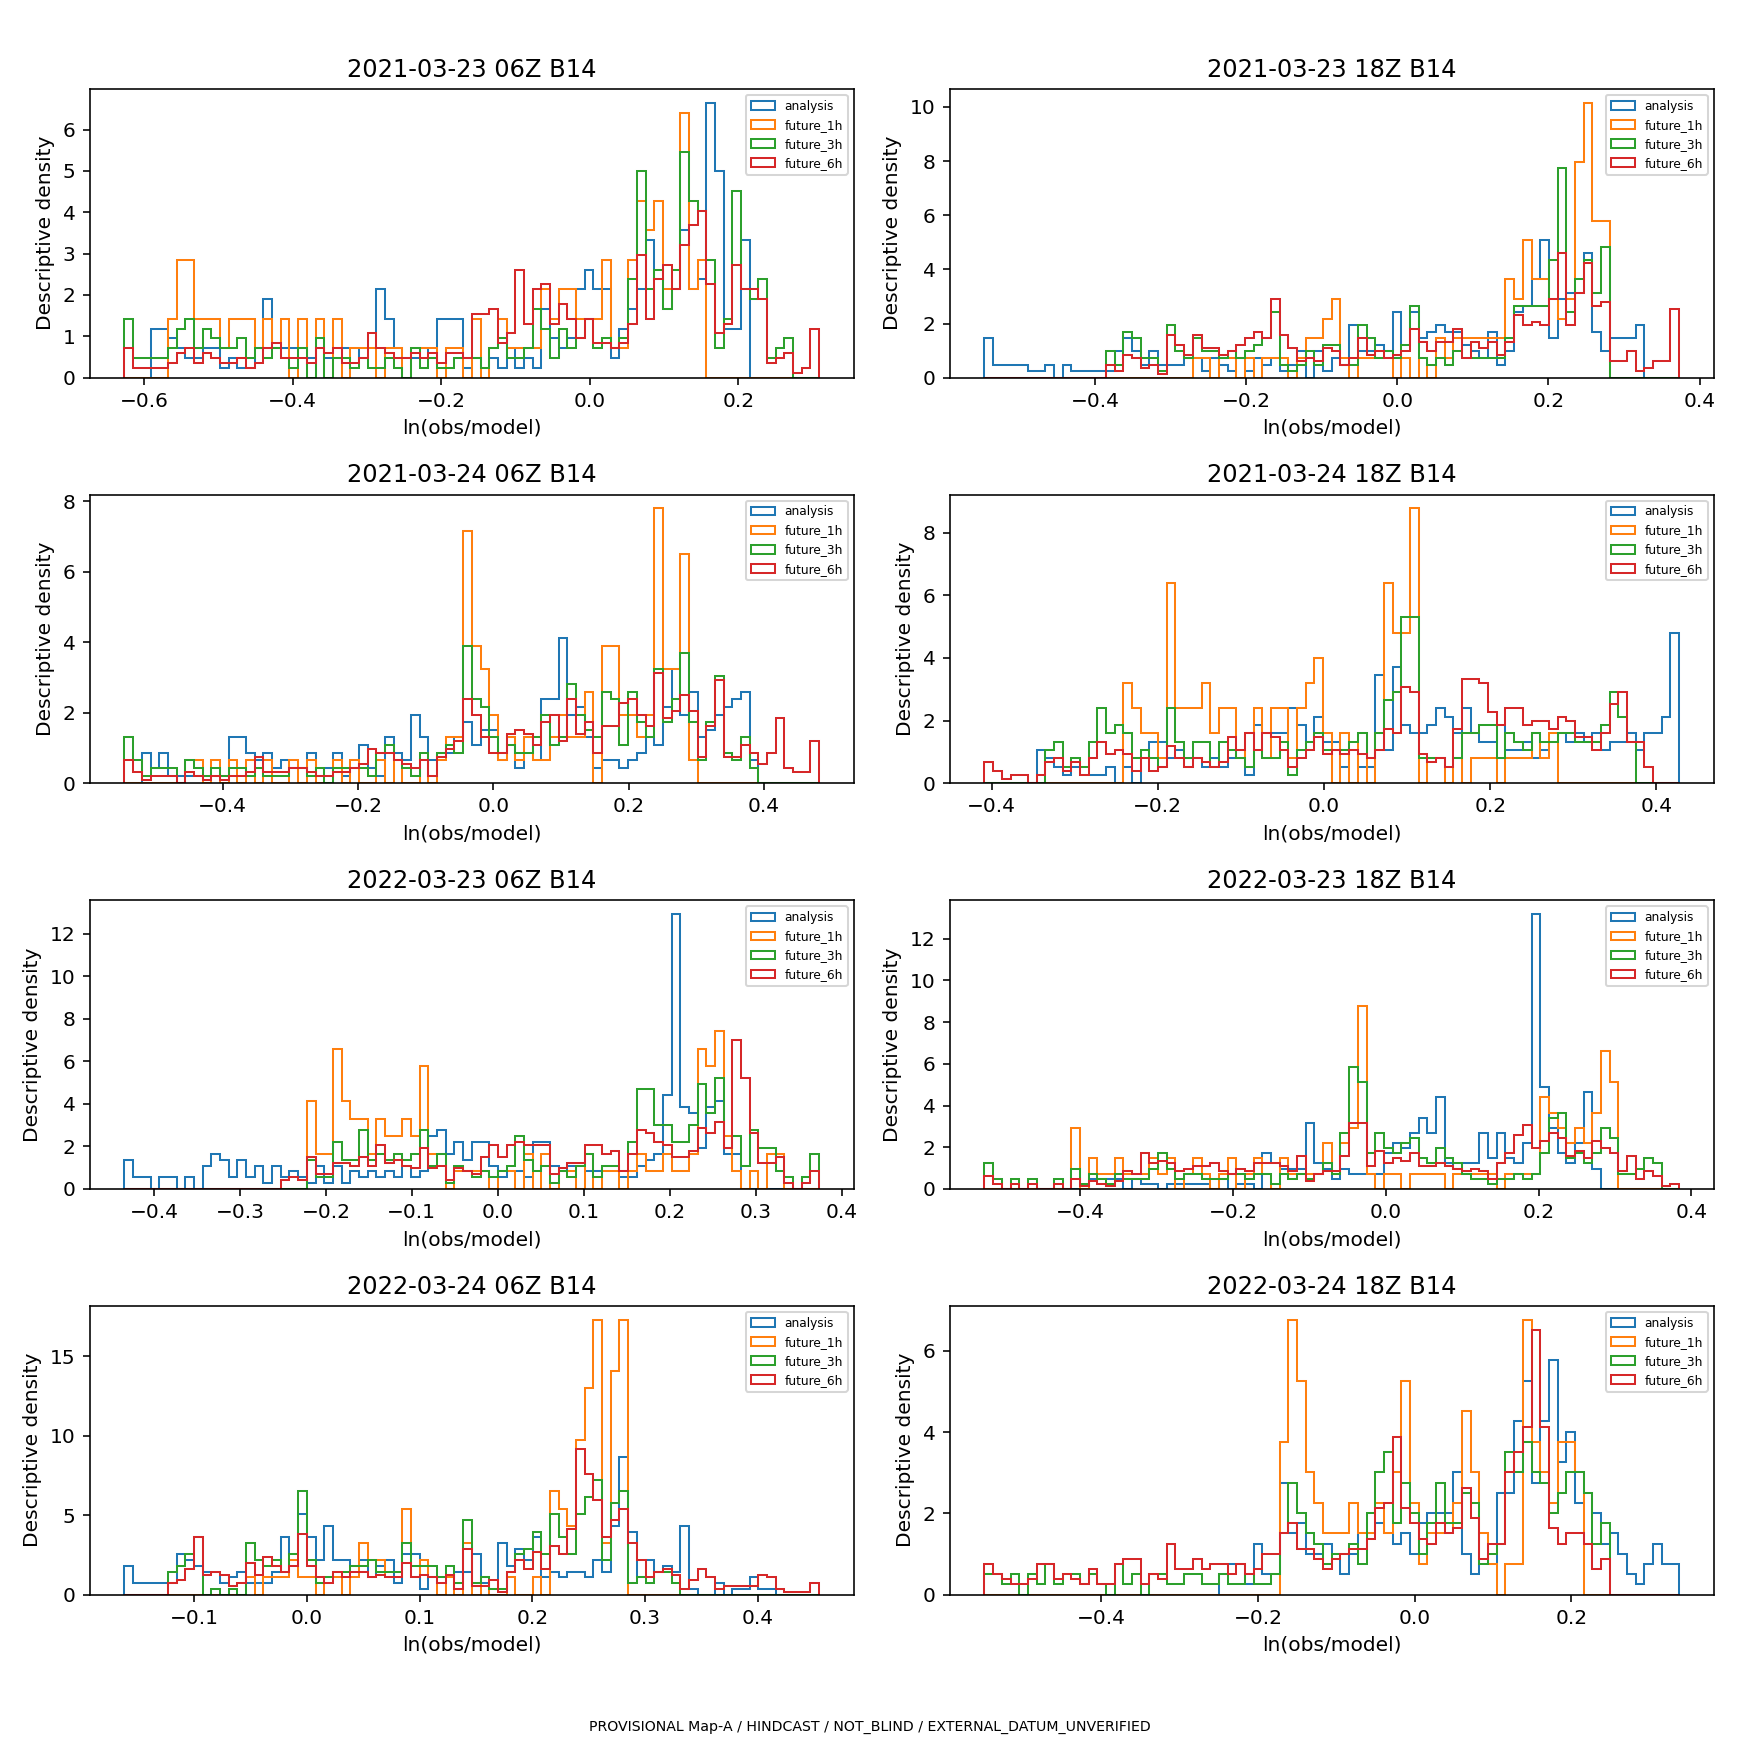 2021-03-23 06Z B14
Descriptive density
0 1 2 3 4 5 6
analysis
future_1h
future_3h
future_6h
−0.6 −0.4 −0.2 0.0 0.2
ln(obs/model)
2021-03-23 18Z B14
Descriptive density
0 2 4 6 8 10
analysis
future_1h
future_3h
future_6h
−0.4 −0.2 0.0 0.2 0.4
ln(obs/model)
2021-03-24 06Z B14
Descriptive density
0 2 4 6 8
analysis
future_1h
future_3h
future_6h
−0.4 −0.2 0.0 0.2 0.4
ln(obs/model)
2021-03-24 18Z B14
Descriptive density
0 2 4 6 8
analysis
future_1h
future_3h
future_6h
−0.4 −0.2 0.0 0.2 0.4
ln(obs/model)
2022-03-23 06Z B14
Descriptive density
0 2 4 6 8 10 12
analysis
future_1h
future_3h
future_6h
−0.4 −0.3 −0.2 −0.1 0.0 0.1 0.2 0.3 0.4
ln(obs/model)
2022-03-23 18Z B14
Descriptive density
0 2 4 6 8 10 12
analysis
future_1h
future_3h
future_6h
−0.4 −0.2 0.0 0.2 0.4
ln(obs/model)
2022-03-24 06Z B14
Descriptive density
0 5 10 15
analysis
future_1h
future_3h
future_6h
−0.1 0.0 0.1 0.2 0.3 0.4
ln(obs/model)
2022-03-24 18Z B14
Descriptive density
0 2 4 6
analysis
future_1h
future_3h
future_6h
−0.4 −0.2 0.0 0.2
ln(obs/model)
PROVISIONAL Map-A / HINDCAST / NOT_BLIND / EXTERNAL_DATUM_UNVERIFIED